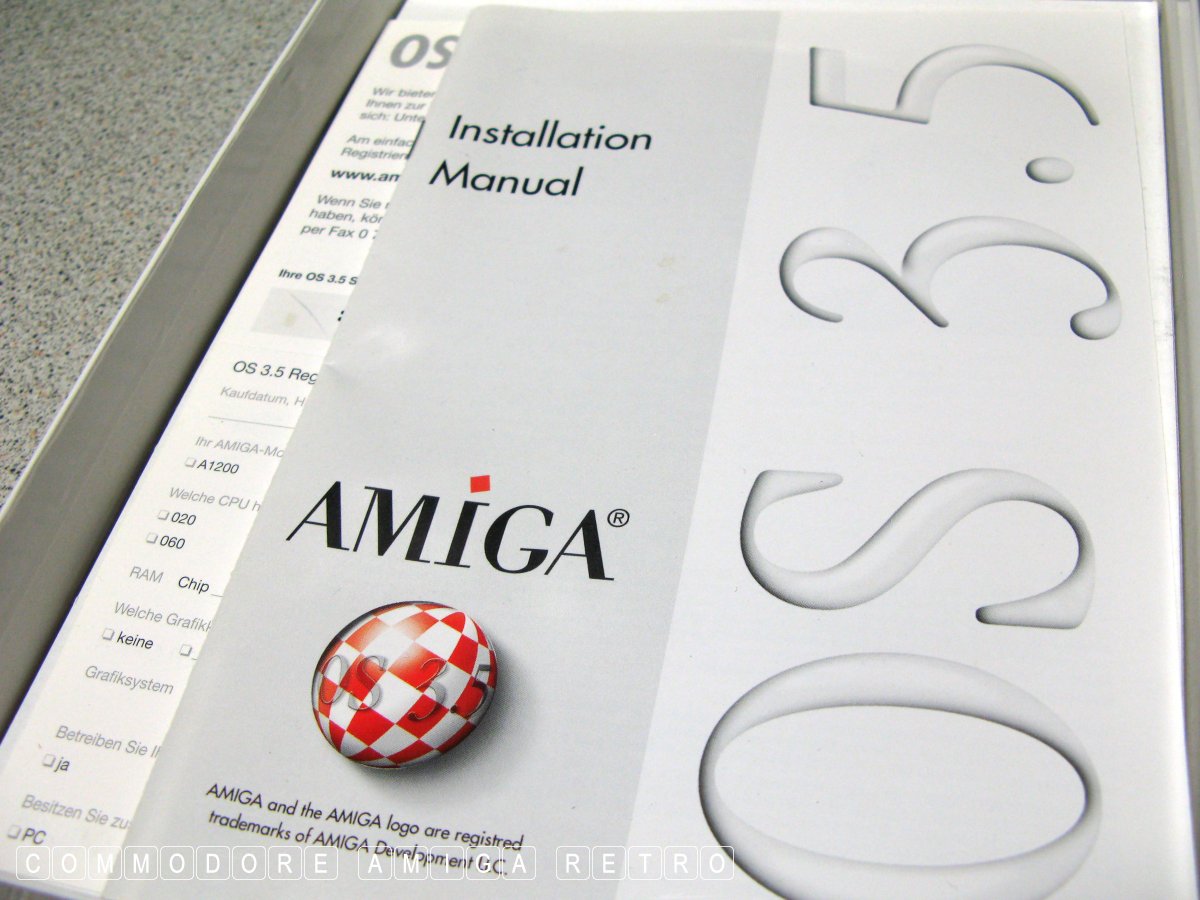 OS
Wir bieten
Ihnen zur
sich: Unte
Am einfac
Registrier
www.am
Wenn Sie
haben, kön
per Fax 0
Ihre OS 3.5 S
OS 3.5 Reg
Kaufdatum, H
Ihr AMIGA-Mo
A1200
Welche CPU h
020
060
RAM Chip
Welche Grafikk
keine
Grafiksystem
Betreiben Sie I
ja
Besitzen Sie zu
PC
Installation
Manual
AMIGA®
OS 3.5
AMIGA and the AMIGA logo are registred
trademarks of AMIGA Development LLC.
OS 3.5
COMMODORE AMIGA RETRO